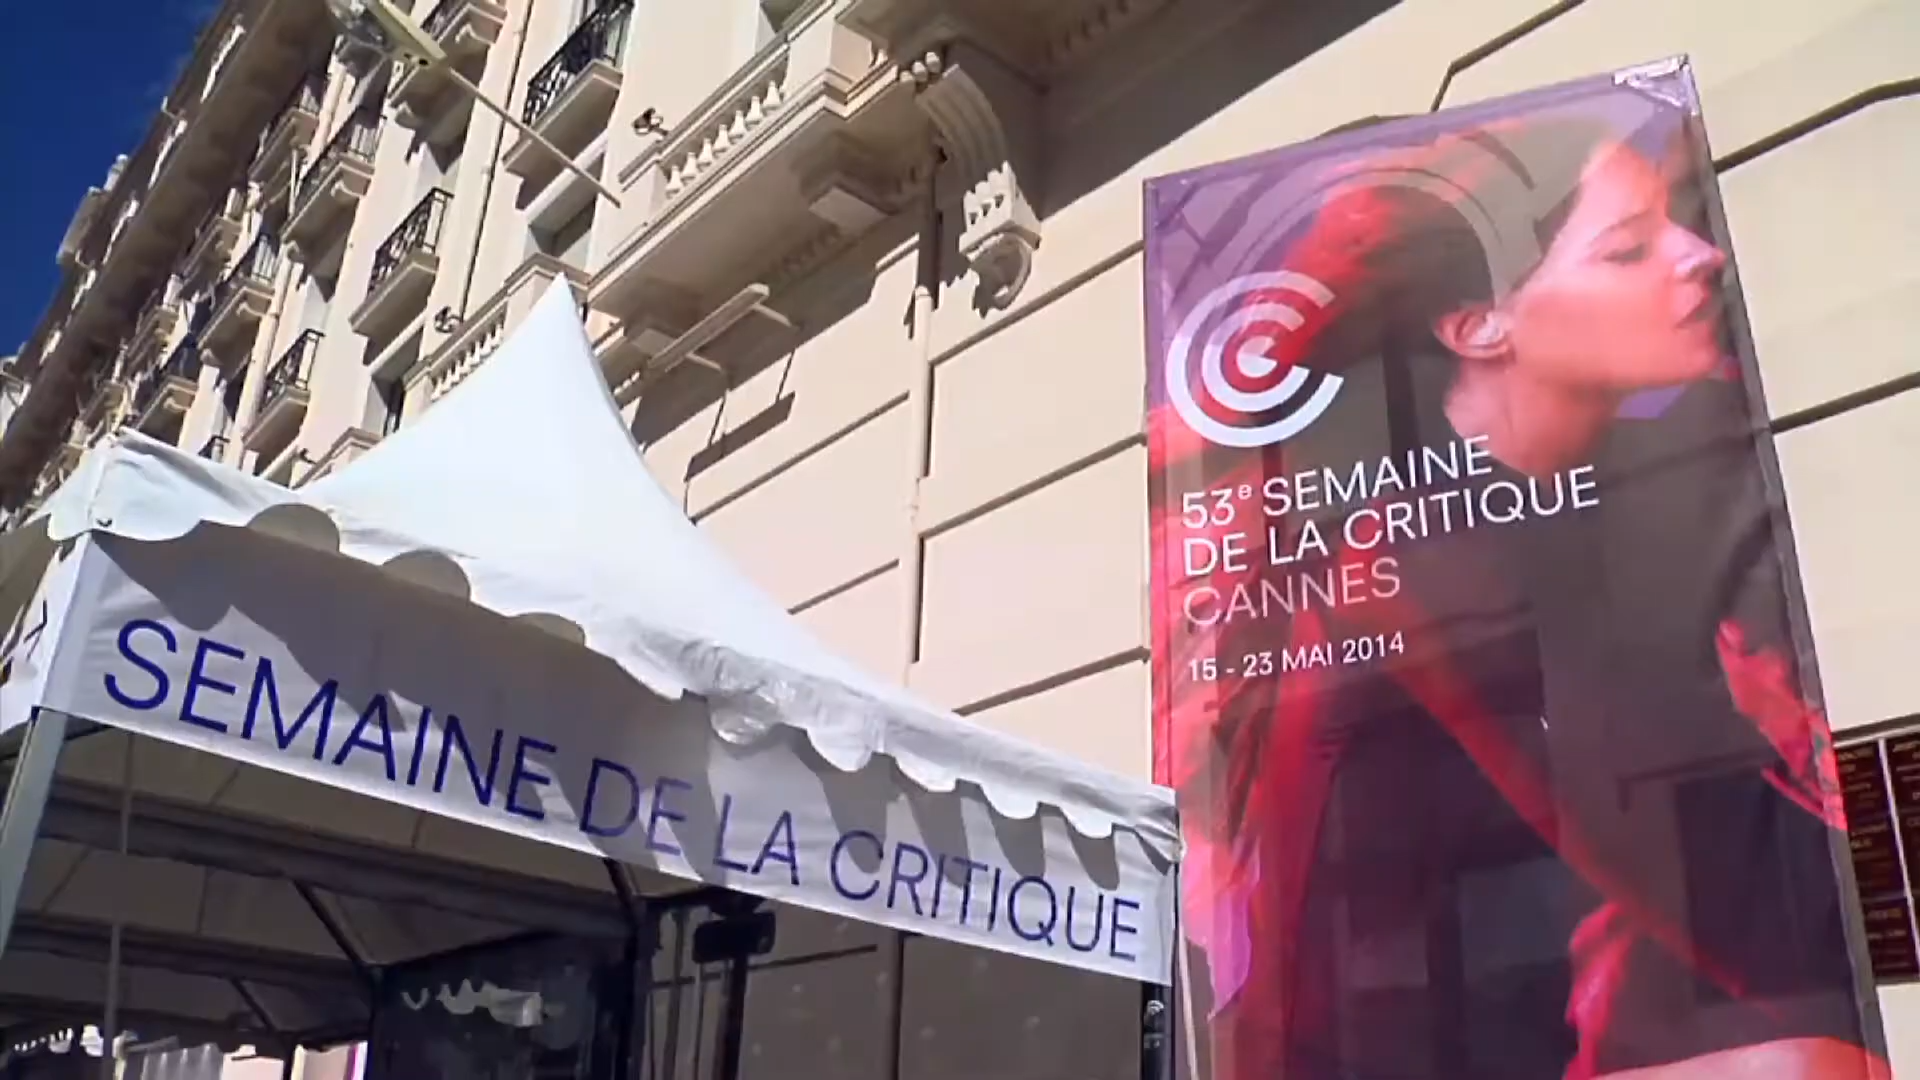 SEMAINE DE LA CRITIQUE
53e SEMAINE
DE LA CRITIQUE
CANNES
15 - 23 MAI 2014